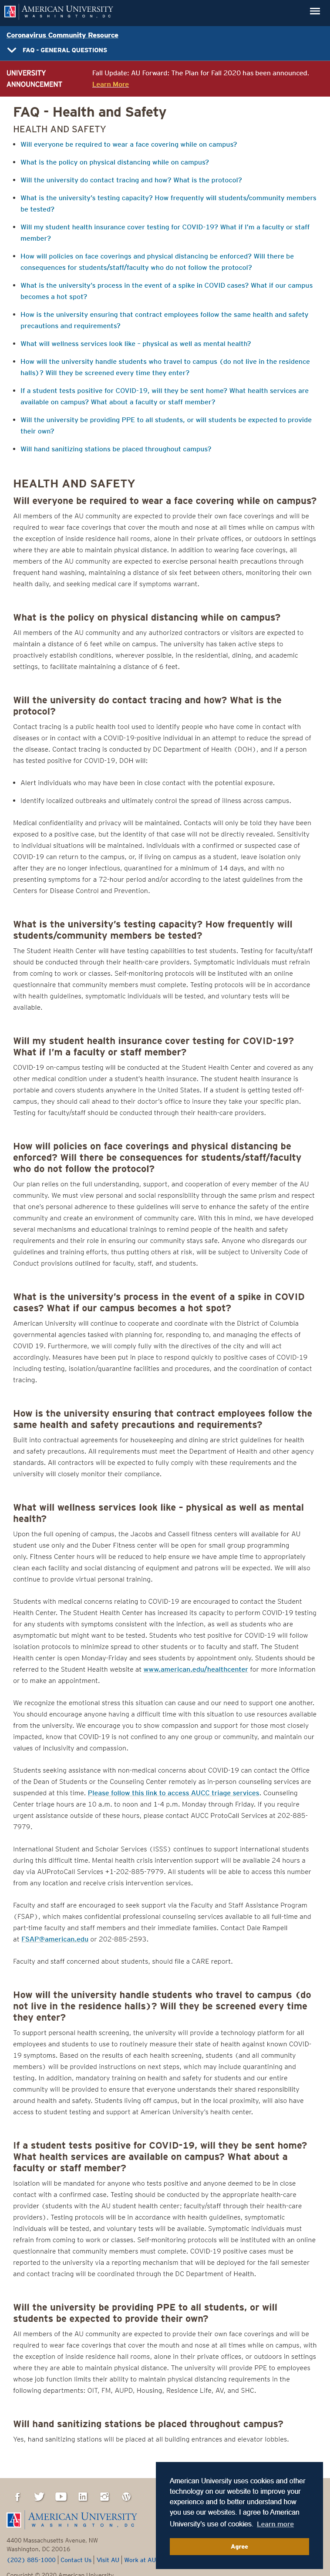 AMERICAN UNIVERSITY
WASHINGTON, DC
Coronavirus Community Resource
FAQ - GENERAL QUESTIONS
UNIVERSITY
ANNOUNCEMENT
Fall Update: AU Forward: The Plan for Fall 2020 has been announced.
Learn More
FAQ - Health and Safety
HEALTH AND SAFETY
Will everyone be required to wear a face covering while on campus?
What is the policy on physical distancing while on campus?
Will the university do contact tracing and how? What is the protocol?
What is the university's testing capacity? How frequently will students/community members
be tested?
Will my student health insurance cover testing for COVID-19? What if I'm a faculty or staff
member?
How will policies on face coverings and physical distancing be enforced? Will there be
consequences for students/staff/faculty who do not follow the protocol?
What is the university's process in the event of a spike in COVID cases? What if our campus
becomes a hot spot?
How is the university ensuring that contract employees follow the same health and safety
precautions and requirements?
What will wellness services look like - physical as well as mental health?
How will the university handle students who travel to campus (do not live in the residence
halls)? Will they be screened every time they enter?
If a student tests positive for COVID-19, will they be sent home? What health services are
available on campus? What about a faculty or staff member?
Will the university be providing PPE to all students, or will students be expected to provide
their own?
Will hand sanitizing stations be placed throughout campus?
HEALTH AND SAFETY
Will everyone be required to wear a face covering while on campus?
All members of the AU community are expected to provide their own face coverings and will be
required to wear face coverings that cover the mouth and nose at all times while on campus with
the exception of inside residence hall rooms, alone in their private offices, or outdoors in settings
where they are able to maintain physical distance. In addition to wearing face coverings, all
members of the AU community are expected to exercise personal health precautions through
frequent hand washing, maintaining a distance of six feet between others, monitoring their own
health daily, and seeking medical care if symptoms warrant.
What is the policy on physical distancing while on campus?
All members of the AU community and any authorized contractors or visitors are expected to
maintain a distance of 6 feet while on campus. The university has taken active steps to
proactively establish conditions, wherever possible, in the residential, dining, and academic
settings, to facilitate maintaining a distance of 6 feet.
Will the university do contact tracing and how? What is the
protocol?
Contact tracing is a public health tool used to identify people who have come in contact with
diseases or in contact with a COVID-19-positive individual in an attempt to reduce the spread of
the disease. Contact tracing is conducted by DC Department of Health (DOH), and if a person
has tested positive for COVID-19, DOH will:
Alert individuals who may have been in close contact with the potential exposure.
Identify localized outbreaks and ultimately control the spread of illness across campus.
Medical confidentiality and privacy will be maintained. Contacts will only be told they have been
exposed to a positive case, but the identity of that case will not be directly revealed. Sensitivity
to individual situations will be maintained. Individuals with a confirmed or suspected case of
COVID-19 can return to the campus, or, if living on campus as a student, leave isolation only
after they are no longer infectious, quarantined for a minimum of 14 days, and with no
presenting symptoms for a 72-hour period and/or according to the latest guidelines from the
Centers for Disease Control and Prevention.
What is the university's testing capacity? How frequently will
students/community members be tested?
The Student Health Center will have testing capabilities to test students. Testing for faculty/staff
should be conducted through their health-care providers. Symptomatic individuals must refrain
from coming to work or classes. Self-monitoring protocols will be instituted with an online
questionnaire that community members must complete. Testing protocols will be in accordance
with health guidelines, symptomatic individuals will be tested, and voluntary tests will be
available.
Will my student health insurance cover testing for COVID-19?
What if I'm a faculty or staff member?
COVID-19 on-campus testing will be conducted at the Student Health Center and covered as any
other medical condition under a student's health insurance. The student health insurance is
portable and covers students anywhere in the United States. If a student is getting tested off-
campus, they should call ahead to their doctor's office to insure they take your specific plan.
Testing for faculty/staff should be conducted through their health-care providers.
How will policies on face coverings and physical distancing be
enforced? Will there be consequences for students/staff/faculty
who do not follow the protocol?
Our plan relies on the full understanding, support, and cooperation of every member of the AU
community. We must view personal and social responsibility through the same prism and respect
that one's personal adherence to these guidelines will serve to enhance the safety of the entire
community and create an environment of community care. With this in mind, we have developed
several mechanisms and messages to remind people of the health and safety
requirements and efforts in ensuring our community stays safe. Anyone who disregards our
guidelines and training efforts, thus putting others at risk, will be subject to University Code of
Conduct provisions outlined for faculty, staff, and students.
What is the university's process in the event of a spike in COVID
cases? What if our campus becomes a hot spot?
American University will continue to cooperate and coordinate with the District of Columbia
governmental agencies tasked with planning for, responding to, and managing the effects of
COVID 19. Furthermore, we will comply fully with the directives of the city and will act
accordingly. Measures have been put in place to respond quickly to positive cases of COVID-19
including testing, isolation/quarantine facilities and procedures, and the coordination of contact
tracing.
How is the university ensuring that contract employees follow the
same health and safety precautions and requirements?
Built into contractual agreements for housekeeping and dining are strict guidelines for health
and safety precautions. All requirements must meet the Department of Health and other agency
standards. All contractors will be expected to fully comply with these requirements and the
university will closely monitor their compliance.
What will wellness services look like - physical as well as mental
health?
Upon the full opening of campus, the Jacobs and Cassell fitness centers will available for AU
student use only and the Duber Fitness center will be open for small group programming
only. Fitness Center hours will be reduced to help ensure we have time to appropriately clean
each facility and social distancing of equipment and patrons will be expected. We will also
continue to provide virtual personal training.
Students with medical concerns relating to COVID-19 are encouraged to contact the Student
Health Center. The Student Health Center has increased its capacity to perform COVID-19 testing
for any students with symptoms consistent with the infection, as well as students who are
asymptomatic but might want to be tested. Students who test positive for COVID-19 will follow
isolation protocols to minimize spread to other students or to faculty and staff. The Student
Health center is open Monday-Friday and sees students by appointment only. Students should be
referred to the Student Health website at www.american.edu/healthcenter for more information
or to make an appointment.
We recognize the emotional stress this situation can cause and our need to support one another.
You should encourage anyone that is feeling upset in reaction to this situation to utilize available
resources. We encourage you to show compassion and support for those most concerned or
impacted, know that COVID-19 is not confined to any one group or community, and maintain our
values of inclusivity and compassion.
Students seeking assistance with non-medical concerns about COVID-19 can contact the Office
of the Dean of Students or the Counseling Center remotely as no in-person counseling services are
suspended at this time. Please follow this link to access AUCC triage services. Counseling
Center triage hours are 10 a.m. to noon and 1-4 p.m. Monday through Friday. If you require
urgent assistance outside of these hours, please contact AUCC ProtoCall Services at 202-885-
7979.
International Student and Scholar Services (ISSS) continues to support international students
during this difficult time. Mental health crisis intervention support will be available 24 hours a
day via AUProtoCall Services +1-202-885-7979. All students will be able to access this number
from any location and receive crisis intervention services.
Faculty and staff are encouraged to seek support via the Faculty and Staff Assistance Program
(FSAP), which makes confidential professional counseling services available to all full-time and
part-time faculty and staff members and their immediate families. Contact Dale Rampell
at FSAP@american.edu or 202-885-2593.
Faculty and staff concerned about students, should file a CARE report.
How will the university handle students who travel to campus (do
not live in the residence halls)? Will they be screened every time
they enter?
To support personal health screening, the university will provide a technology platform for all
employees and students to use to routinely measure their state of health against known COVID-
19 symptoms. Based on the results of each health screening, students (and all community
members) will be provided instructions on next steps, which may include quarantining and
testing. In addition, mandatory training on health and safety for students and our entire
community will be provided to ensure that everyone understands their shared responsibility
around health and safety. Students living off campus, but in the local proximity, will also have
access to student testing and support at American University's health center.
If a student tests positive for COVID-19, will they be sent home?
What health services are available on campus? What about a
faculty or staff member?
Isolation will be mandated for anyone who tests positive and anyone deemed to be in close
contact with a confirmed case. Testing should be conducted by the appropriate health-care
provider (students with the AU student health center; faculty/staff through their health-care
providers). Testing protocols will be in accordance with health guidelines, symptomatic
individuals will be tested, and voluntary tests will be available. Symptomatic individuals must
refrain from coming to work or classes. Self-monitoring protocols will be instituted with an online
questionnaire that community members must complete. COVID-19 positive cases must be
reported to the university via a reporting mechanism that will be deployed for the fall semester
and contact tracing will be coordinated with the DC Department of Health.
Will the university be providing PPE to all students, or will
students be expected to provide their own?
All members of the AU community are expected to provide their own face coverings and will be
required to wear face coverings that cover the mouth and nose at all times while on campus, with
the exception of inside residence hall rooms, alone in their private offices, or outdoors in settings
where they are able to maintain physical distance. The university will provide PPE to employees
whose job function limits their ability to maintain physical distancing requirements including the
following departments: OIT, FM, AUPD, Housing, Residence Life, AV, and SHC.
Will hand sanitizing stations be placed throughout campus?
Yes, hand sanitizing stations will be placed at all building entrances and elevator lobbies.
American University uses cookies and other
technology on our website to improve your
experience and to better understand how
you use our websites. I agree to American
University's use of cookies. Learn more
Agree
AMERICAN UNIVERSITY
WASHINGTON, DC
4400 Massachusetts Avenue, NW
Washington, DC 20016
(202) 885-1000 | Contact Us | Visit AU | Work at AU
Copyright © 2020 American University.